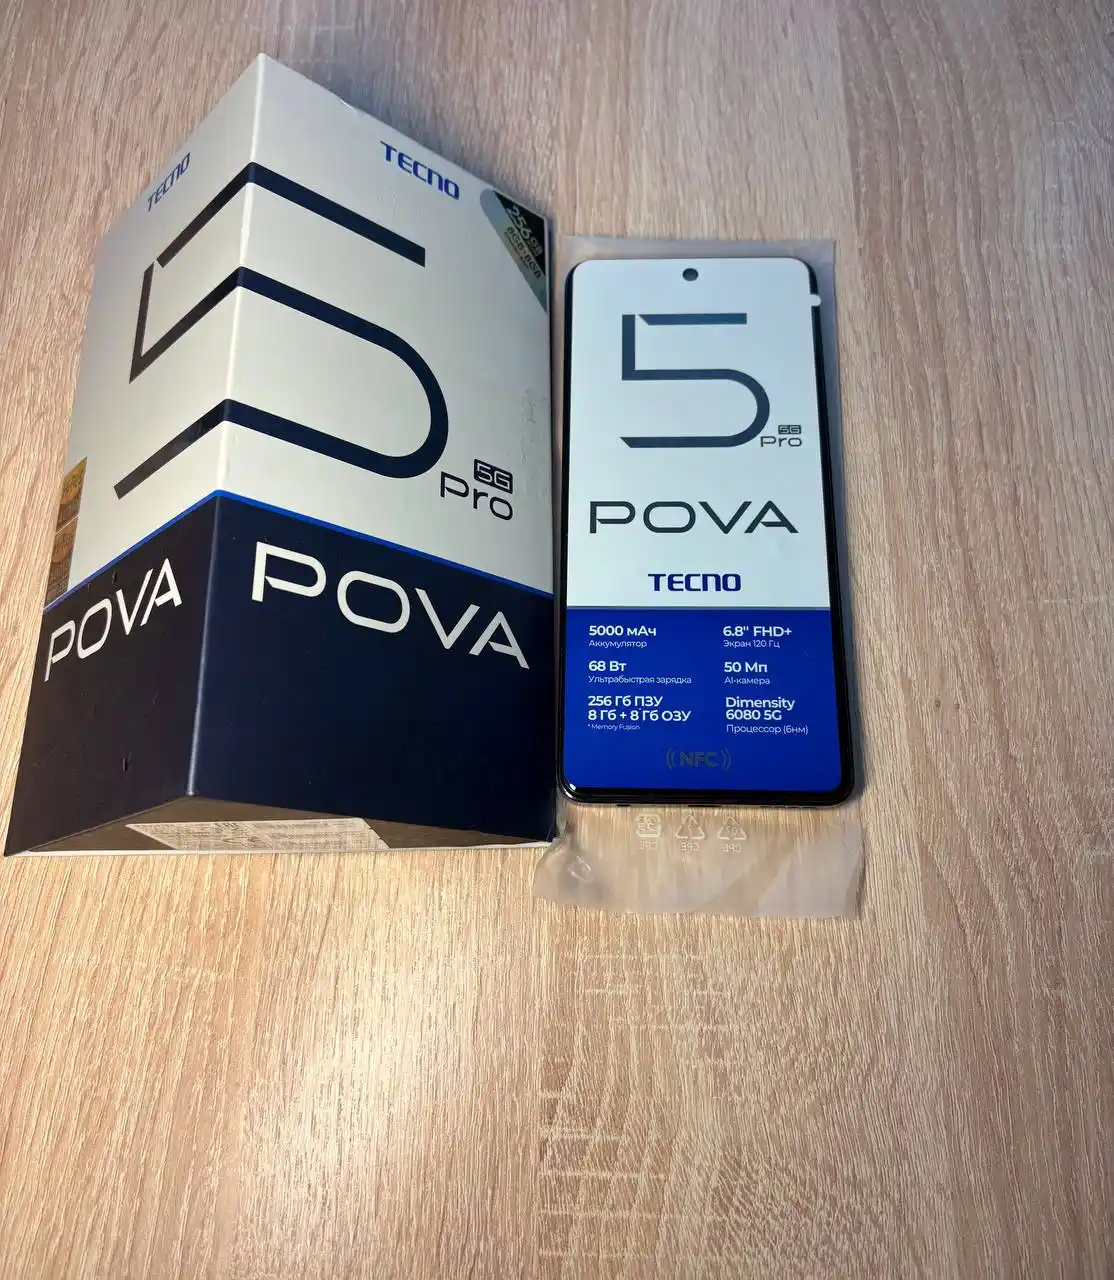 TECNO
POVA
TECNO
256GB
5
5G
Pro
POVA
5
5G
Pro
POVA
TECNO
5000 мАч
Аккумулятор
68 Вт
Ультрабыстрая зарядка
256 Гб ПЗУ
8 Гб + 8 Гб ОЗУ
* Memory Fusion
6.8" FHD+
Экран 120 Гц
50 Мп
AI-камера
Dimensity
6080 5G
Процессор (6нм)
NFC